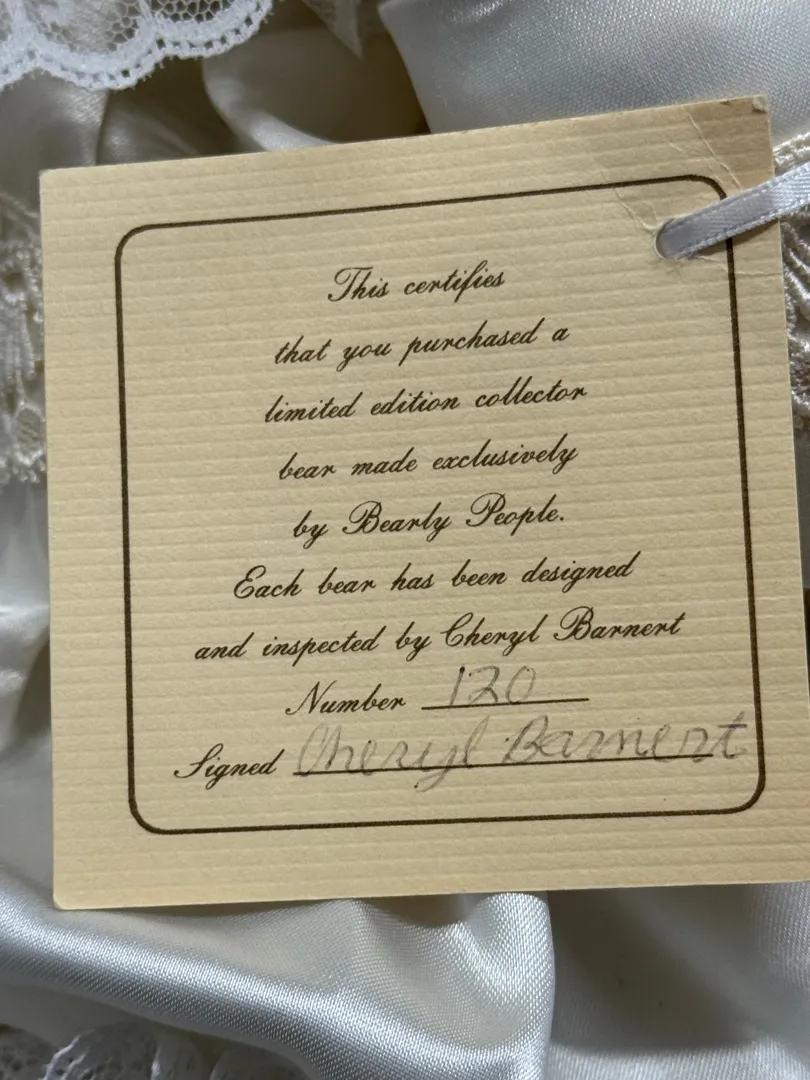 This certifies
that you purchased a
limited edition collector
bear made exclusively
by Bearly People.
Each bear has been designed
and inspected by Cheryl Barnert
Number 120
Signed Cheryl Barnert